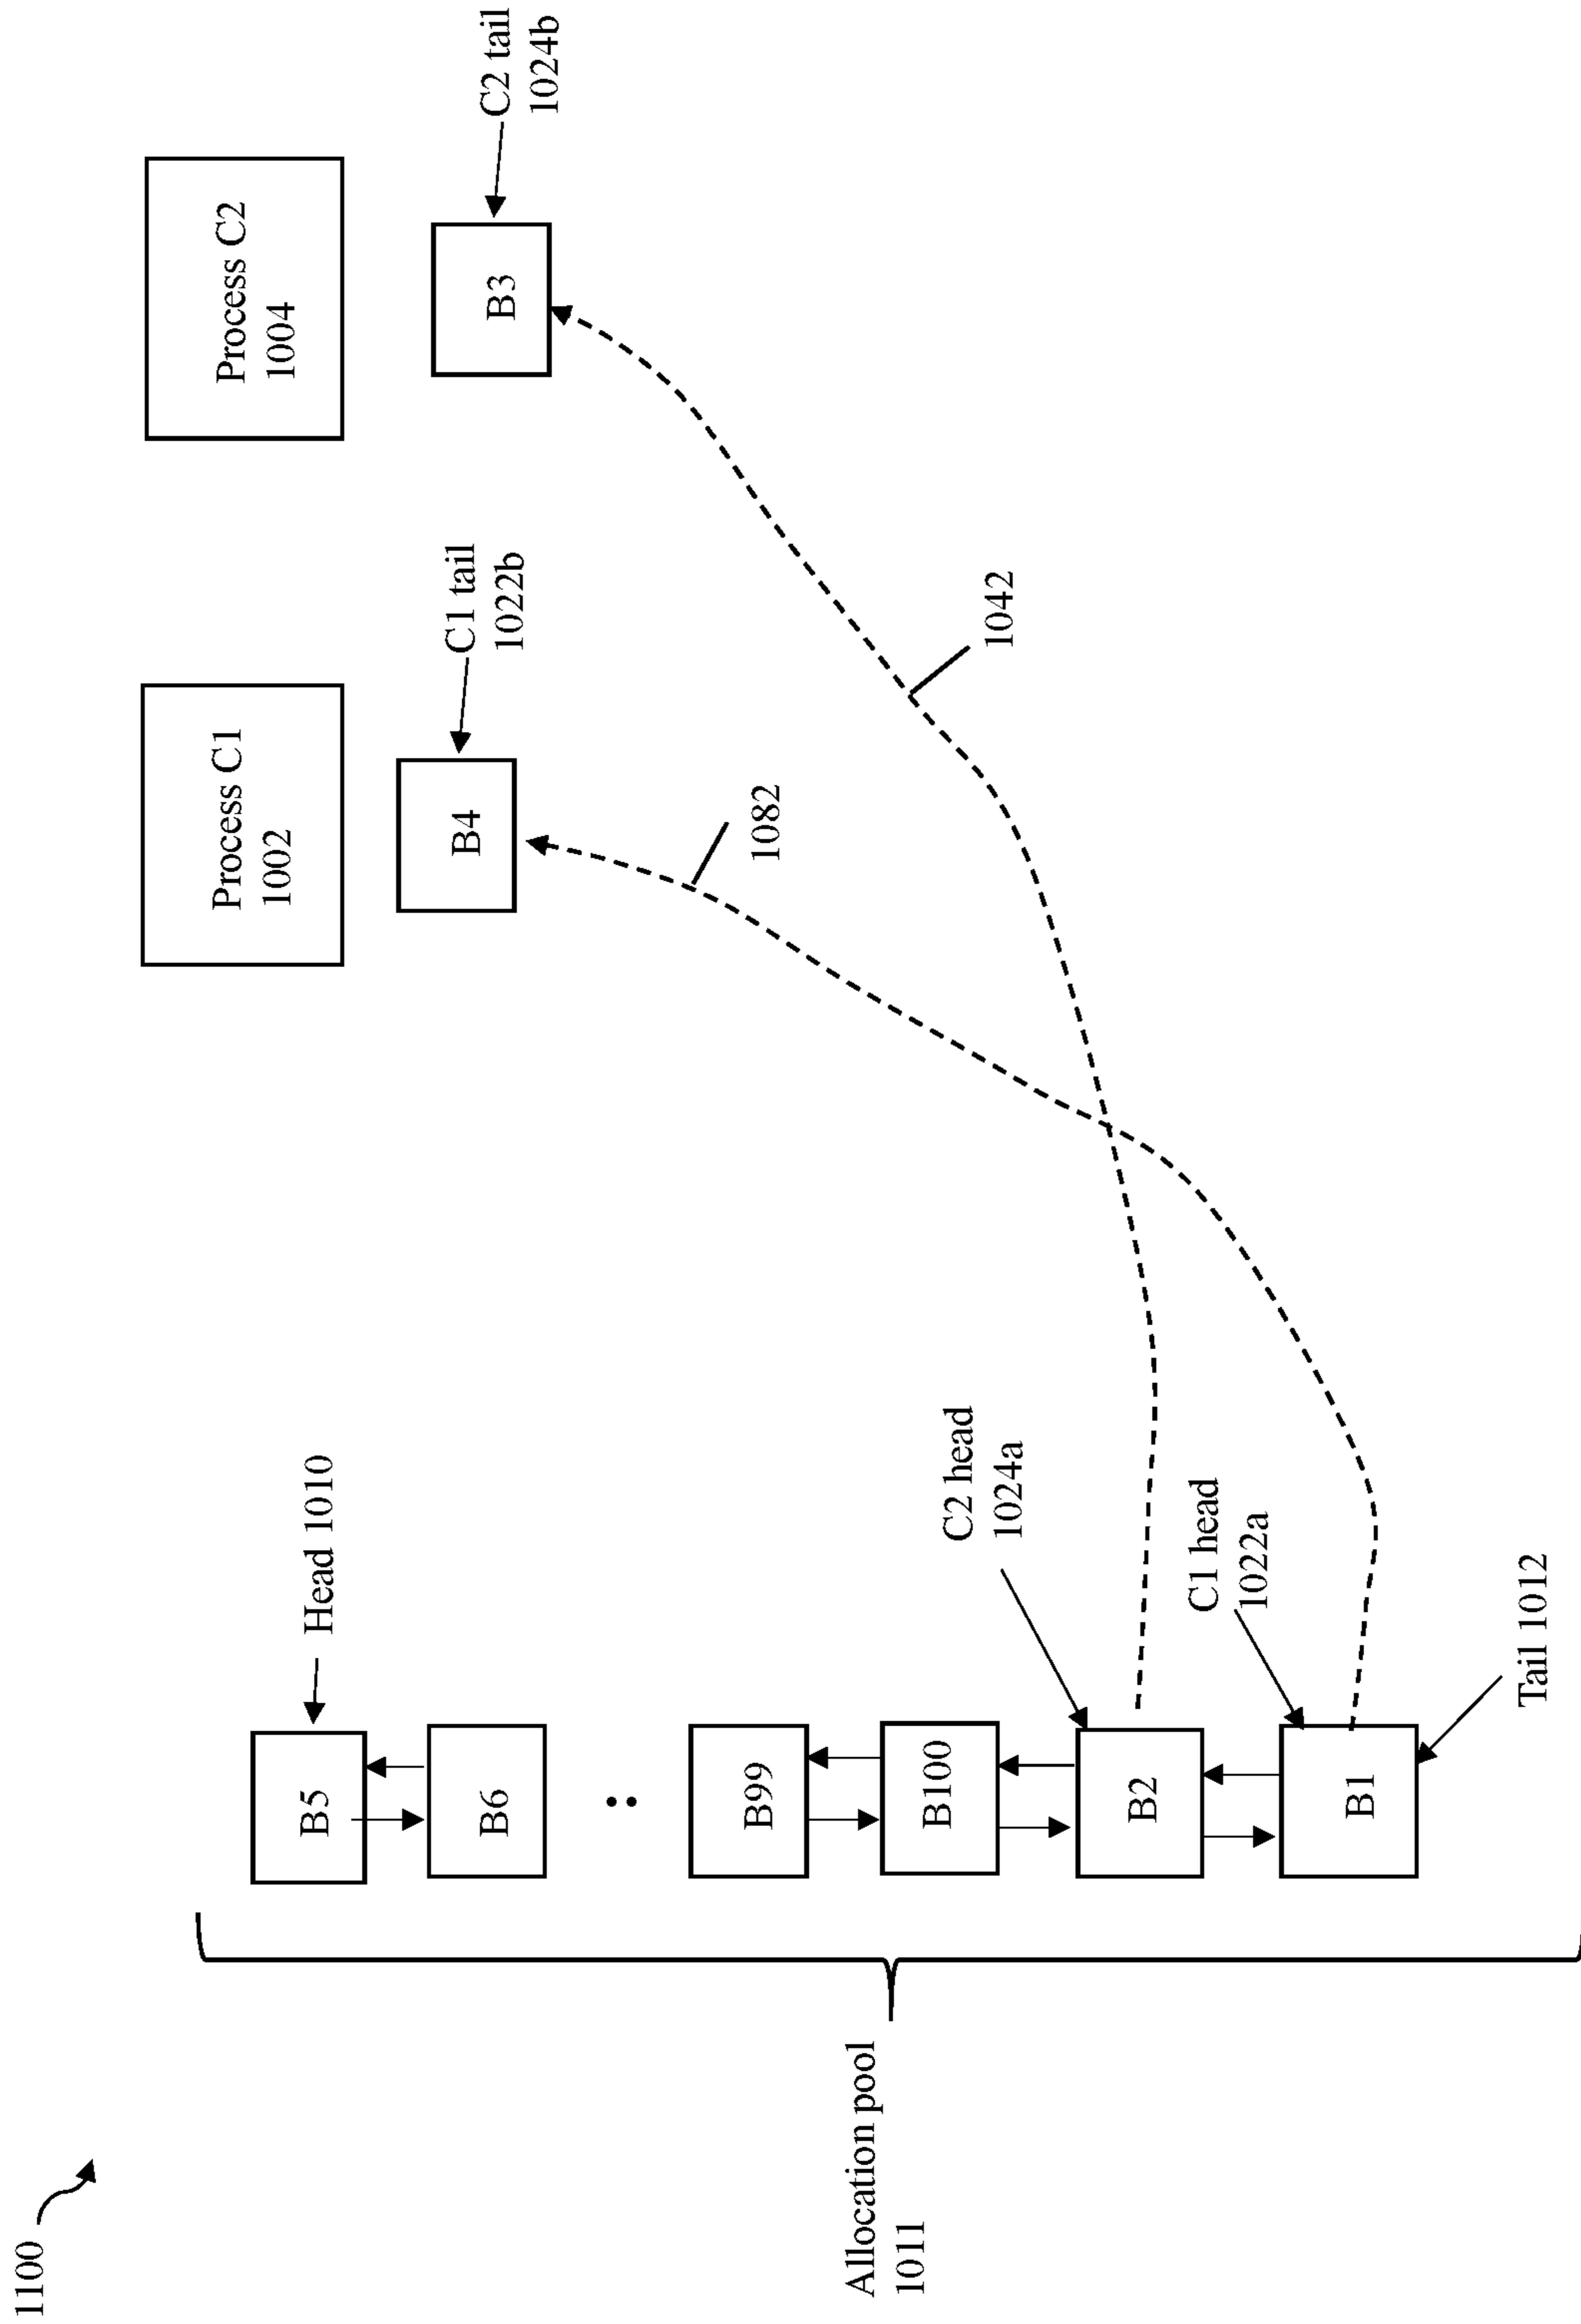 1100
Process C1
1002
Process C2
1004
B5
Head 1010
B4
C1 tail
1022b
B3
C2 tail
1024b
B6
1082
1042
B99
Allocation pool
1011
B100
C2 head
1024a
B2
C1 head
1022a
B1
Tail 1012